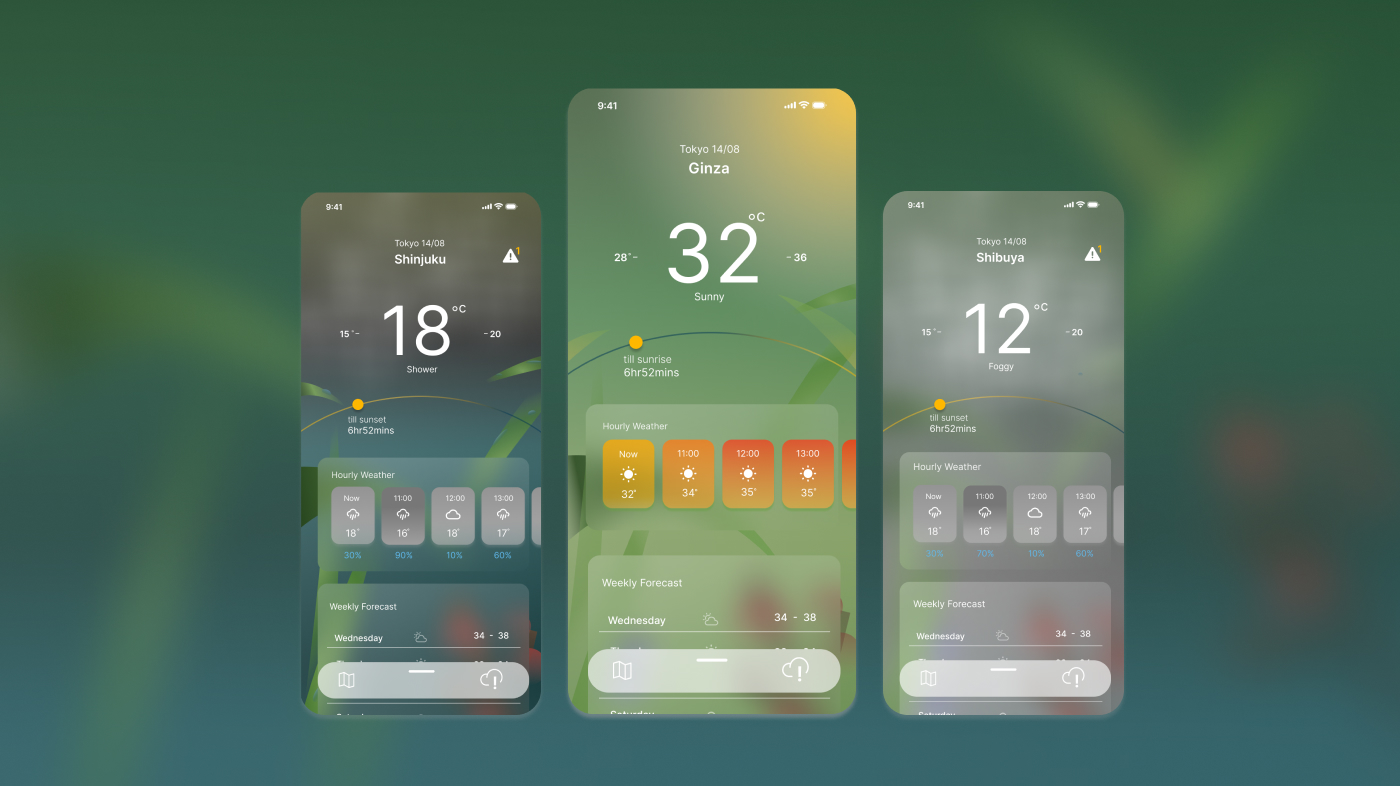 9:41
Tokyo 14/08
Shinjuku
1
18
°C
15°-
- 20
Shower
till sunset
6hr52mins
Hourly Weather
Now 11:00 12:00 13:00
18° 16° 18° 17°
30% 90% 10% 60%
Weekly Forecast
Wednesday 34 - 38
9:41
Tokyo 14/08
Ginza
32
°C
28°-
- 36
Sunny
till sunrise
6hr52mins
Hourly Weather
Now 11:00 12:00 13:00
32° 34° 35° 35°
Weekly Forecast
Wednesday 34 - 38
Saturday
9:41
Tokyo 14/08
Shibuya
1
12
°C
15°-
- 20
Foggy
till sunset
6hr52mins
Hourly Weather
Now 11:00 12:00 13:00
18° 16° 18° 17°
30% 70% 10% 60%
Weekly Forecast
Wednesday 34 - 38